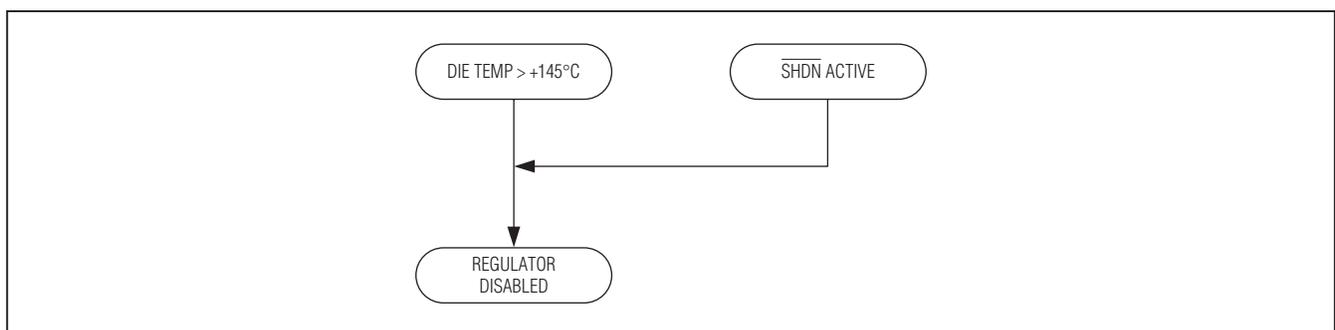 DIE TEMP > +145°C
SHDN ACTIVE
REGULATOR
DISABLED